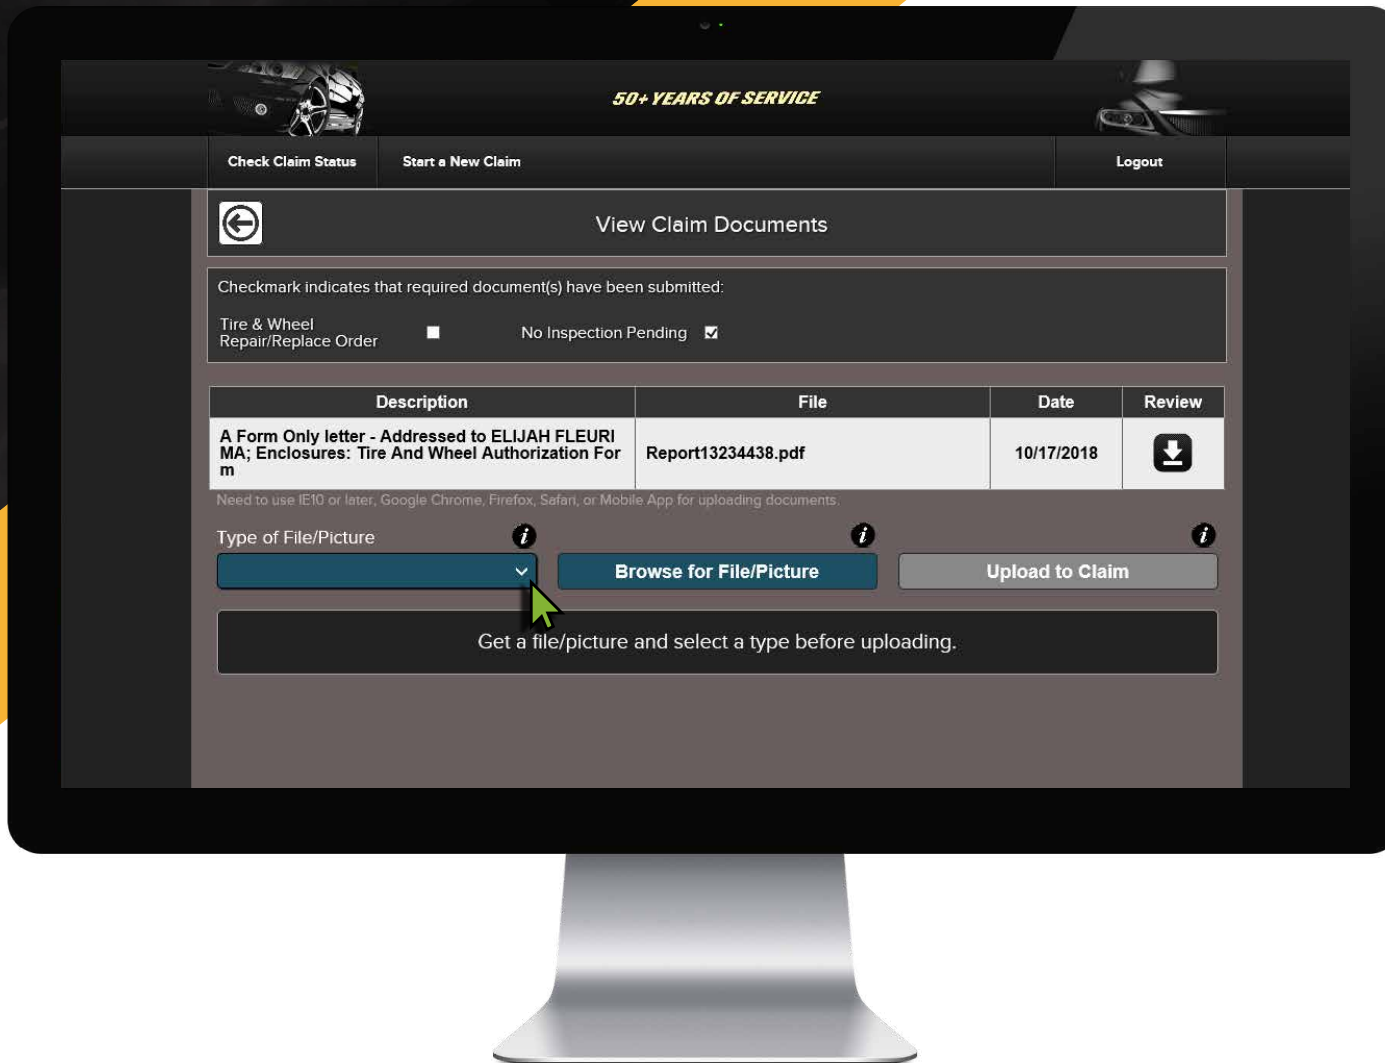 50+ YEARS OF SERVICE
Check Claim Status
Start a New Claim
Logout
View Claim Documents
Checkmark indicates that required document(s) have been submitted:
Tire & Wheel
Repair/Replace Order
No Inspection Pending
Description
File
Date
Review
A Form Only letter - Addressed to ELIJAH FLEURI
MA; Enclosures: Tire And Wheel Authorization For
m
Report13234438.pdf
10/17/2018
Need to use IE10 or later, Google Chrome, Firefox, Safari, or Mobile App for uploading documents.
Type of File/Picture
i
i
i
Browse for File/Picture
Upload to Claim
Get a file/picture and select a type before uploading.